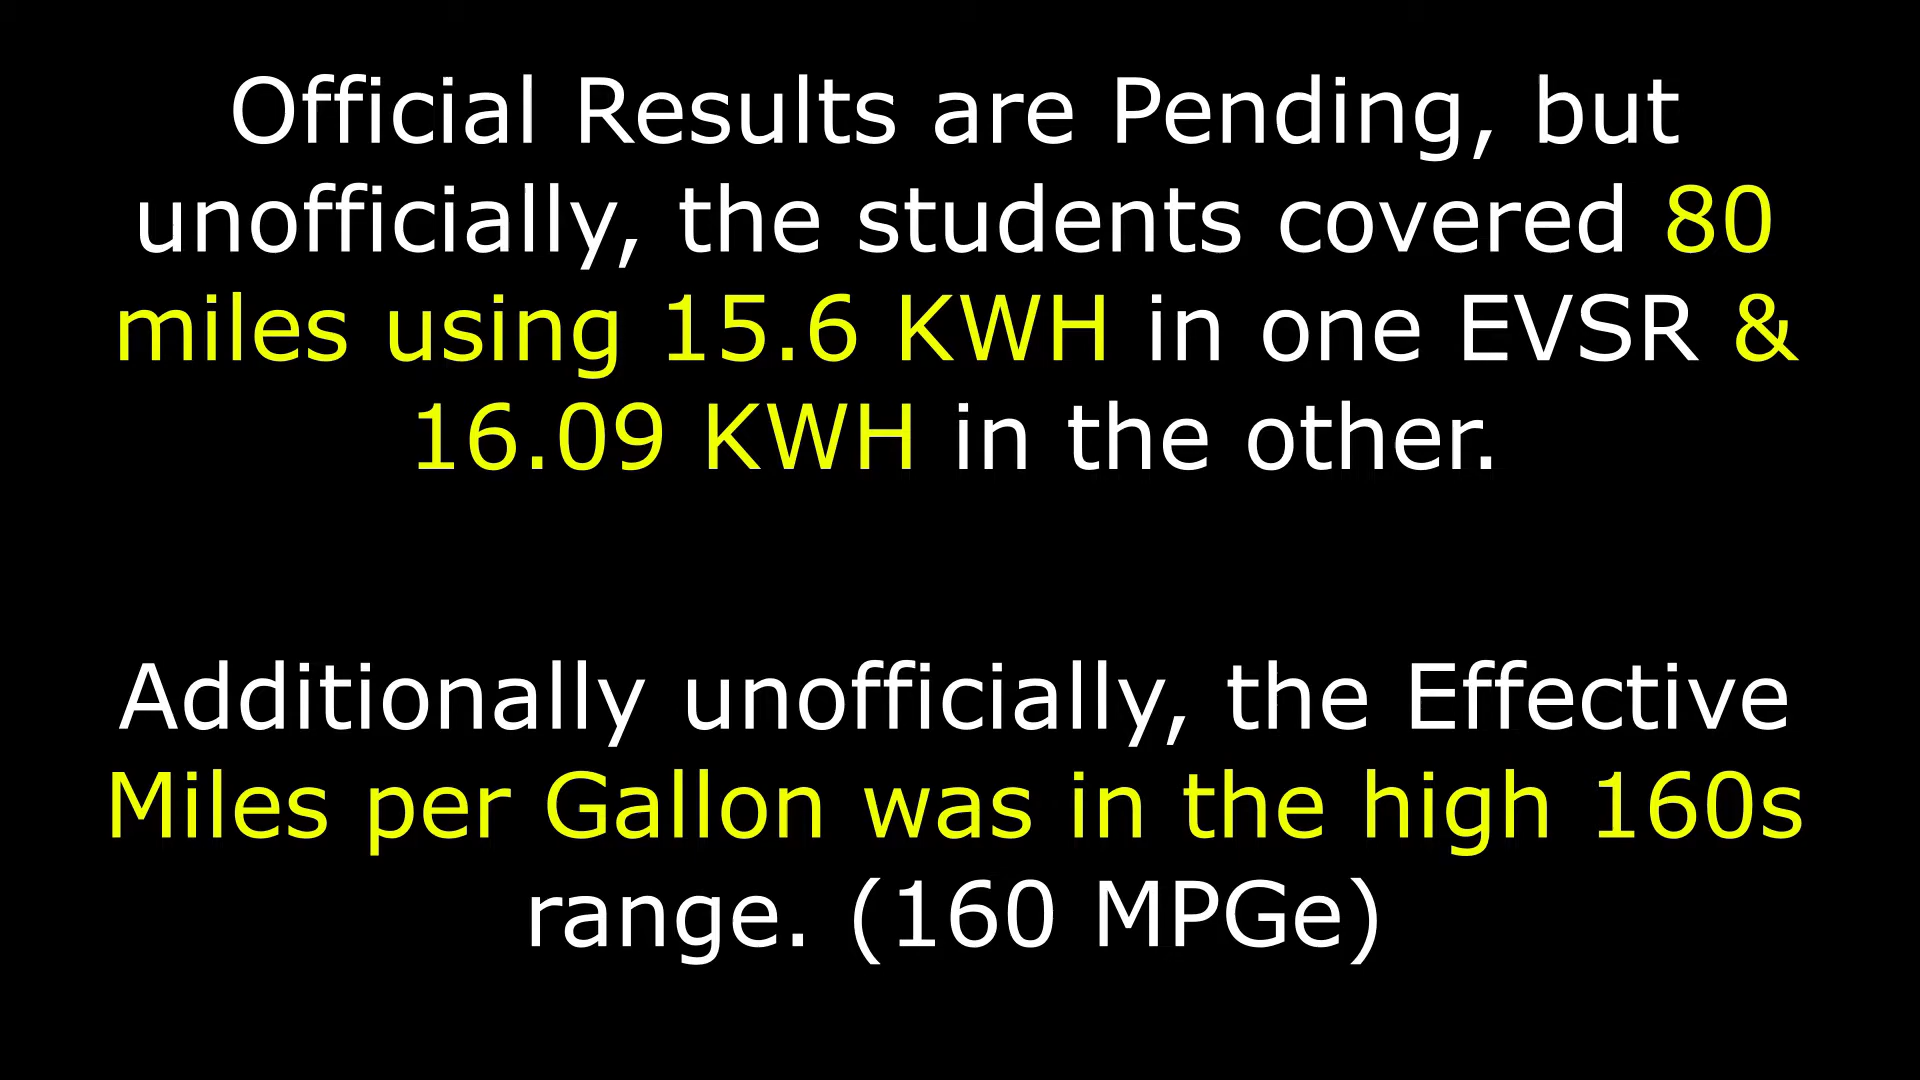 Official Results are Pending, but
unofficially, the students covered 80
miles using 15.6 KWH in one EVSR &
16.09 KWH in the other.
Additionally unofficially, the Effective
Miles per Gallon was in the high 160s
range. (160 MPGe)